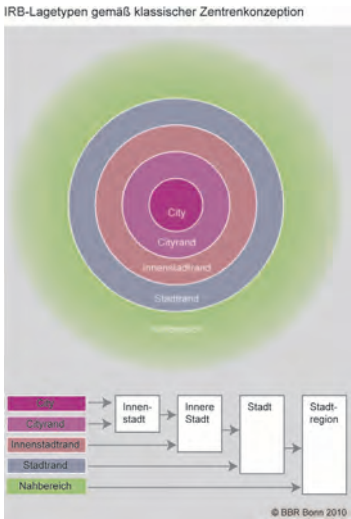 IRB-Lagetypen gemäß klassischer Zentrenkonzeption
City
Cityrand
Innenstadtrand
Stadtrand
Nahbereich
City
Cityrand
Innenstadtrand
Stadtrand
Nahbereich
Innen-
stadt
Innere
Stadt
Stadt
Stadt-
region
© BBR Bonn 2010